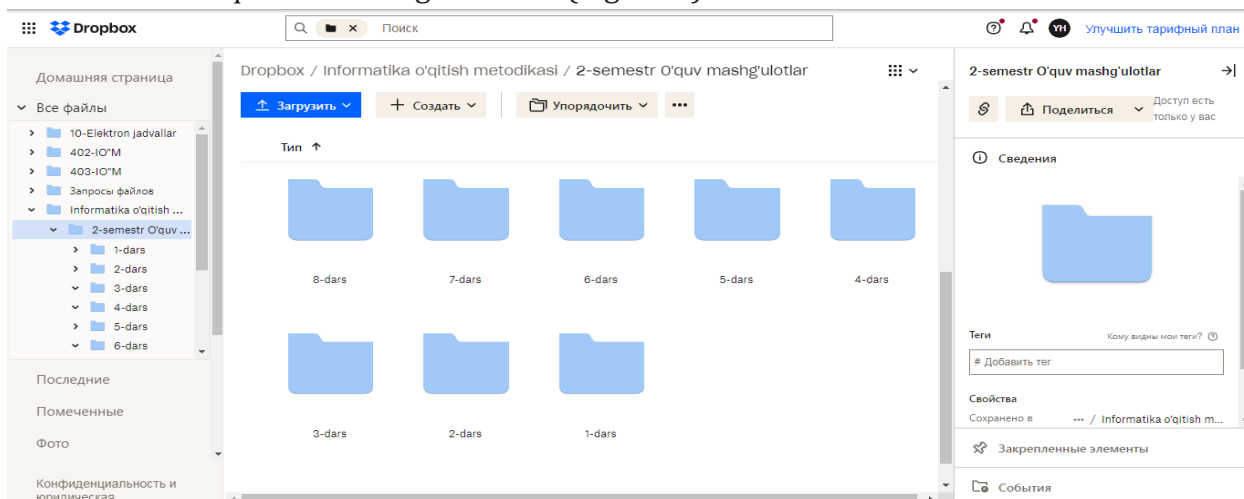 Dropbox
Поиск
YH
Улучшить тарифный план
Домашняя страница
Все файлы
10-Elektron jadvallar
402-IO"M
403-IO"M
Запросы файлов
Informatika o'qitish ...
2-semestr O'quv ...
1-dars
2-dars
3-dars
4-dars
5-dars
6-dars
Последние
Помеченные
Фото
Конфиденциальность и
юридическая
Dropbox / Informatika o'qitish metodikasi / 2-semestr O'quv mashg'ulotlar
Загрузить
Создать
Упорядочить
Тип ↑
8-dars 7-dars 6-dars 5-dars 4-dars
3-dars 2-dars 1-dars
2-semestr O'quv mashg'ulotlar
Поделиться
Доступ есть
только у вас
Сведения
Теги Кому видны мои теги?
# Добавить тег
Свойства
Сохранено в ... / Informatika o'qitish m...
Закрепленные элементы
События